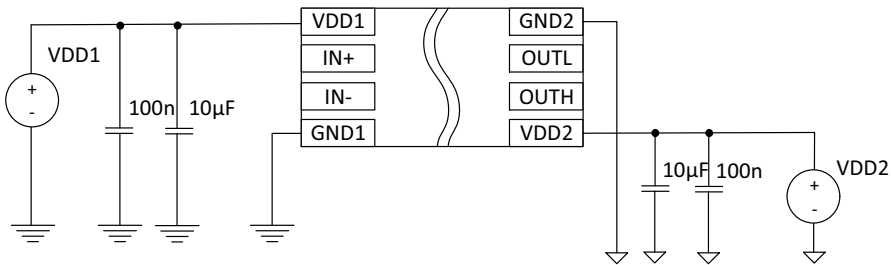 VDD1
VDD1
IN+
IN-
GND1
GND2
OUTL
OUTH
VDD2
+
-
100n
10µF
10µF
100n
VDD2
+
-